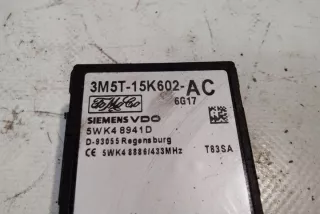 3M5T-15K602-AC
FoMoCo
6G17
SIEMENS VDO
5WK4 8941D
D-93055 Regensburg
CE 5WK4 8886/433MHz T83SA